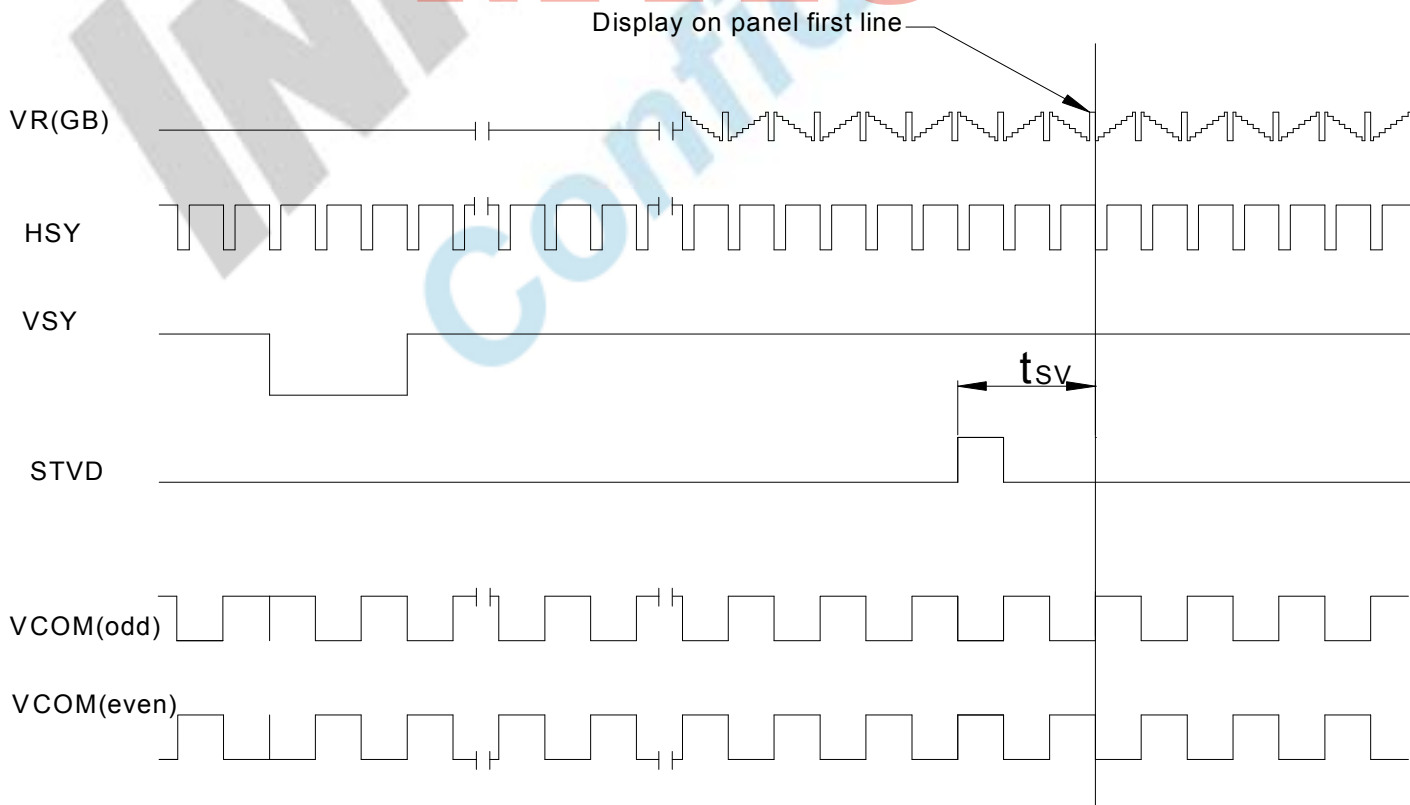 Display on panel first line
VR(GB)
HSY
VSY
tsv
STVD
VCOM(odd)
VCOM(even)